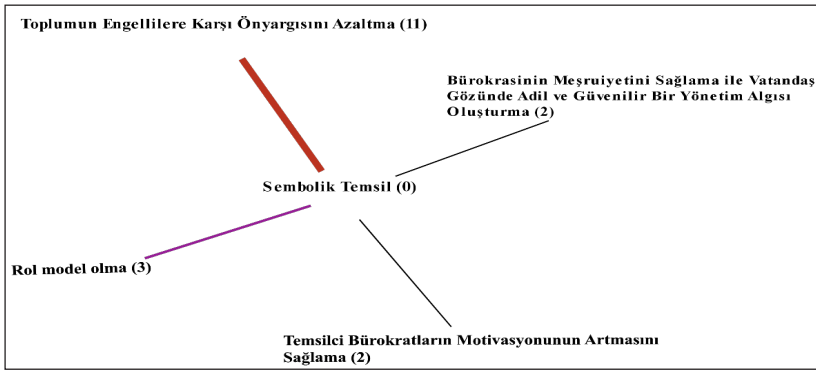 Toplumun Engellilere Karşı Önyargısını Azaltma (11)
Bürokrasinin Meşruiyetini Sağlama ile Vatandaş
Gözünde Adil ve Güvenilir Bir Yönetim Algısı
Oluşturma (2)
Sembolik Temsil (0)
Rol model olma (3)
Temsilci Bürokratların Motivasyonunun Artmasını
Sağlama (2)